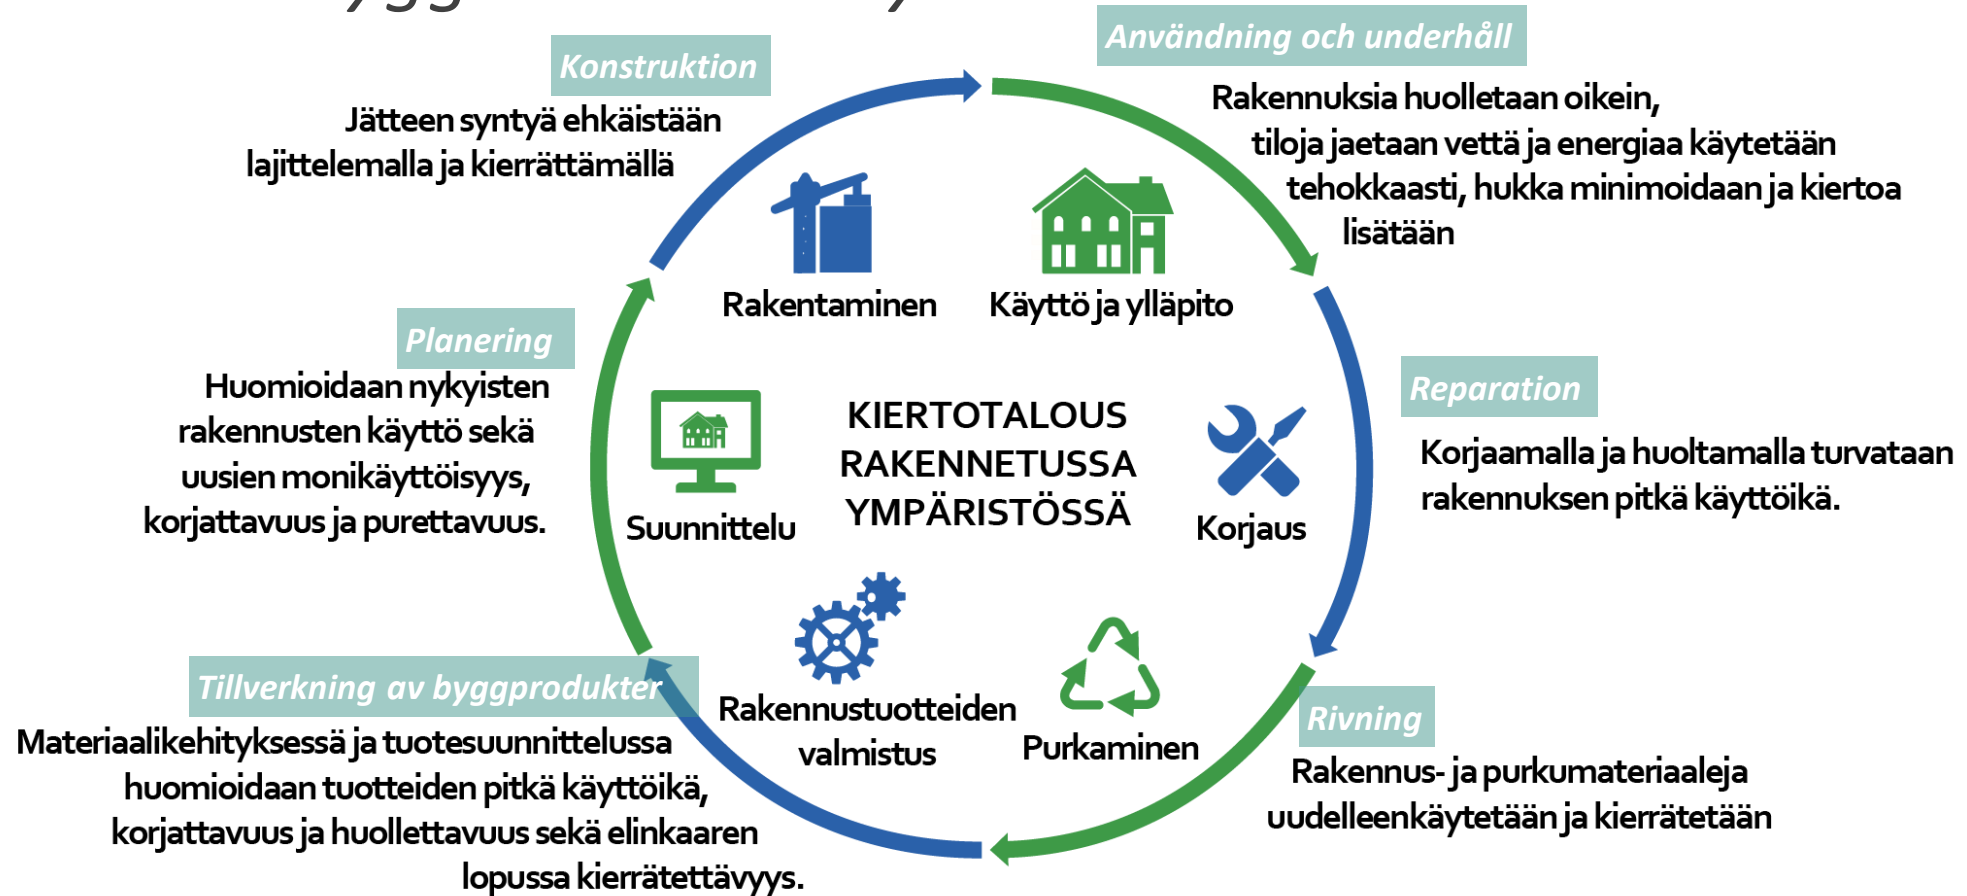 Konstruktion
Jätteen syntyä ehkäistään
lajittelemalla ja kierrättämällä
Användning och underhåll
Rakennuksia huolletaan oikein,
tiloja jaetaan vettä ja energiaa käytetään
tehokkaasti, hukka minimoidaan ja kiertoa
lisätään
Rakentaminen
Käyttö ja ylläpito
Planering
Huomioidaan nykyisten
rakennusten käyttö sekä
uusien monikäyttöisyys,
korjattavuus ja purettavuus.
Suunnittelu
KIERTOTALOUS
RAKENNETUSSA
YMPÄRISTÖSSÄ
Korjaus
Reparation
Korjaamalla ja huoltamalla turvataan
rakennuksen pitkä käyttöikä.
Tillverkning av byggprodukter
Materiaalikehityksessä ja tuotesuunnittelussa
huomioidaan tuotteiden pitkä käyttöikä,
korjattavuus ja huollettavuus sekä elinkaaren
lopussa kierrätettävyys.
Rakennustuotteiden
valmistus
Purkaminen
Rivning
Rakennus- ja purkumateriaaleja
uudelleenkäytetään ja kierrätetään